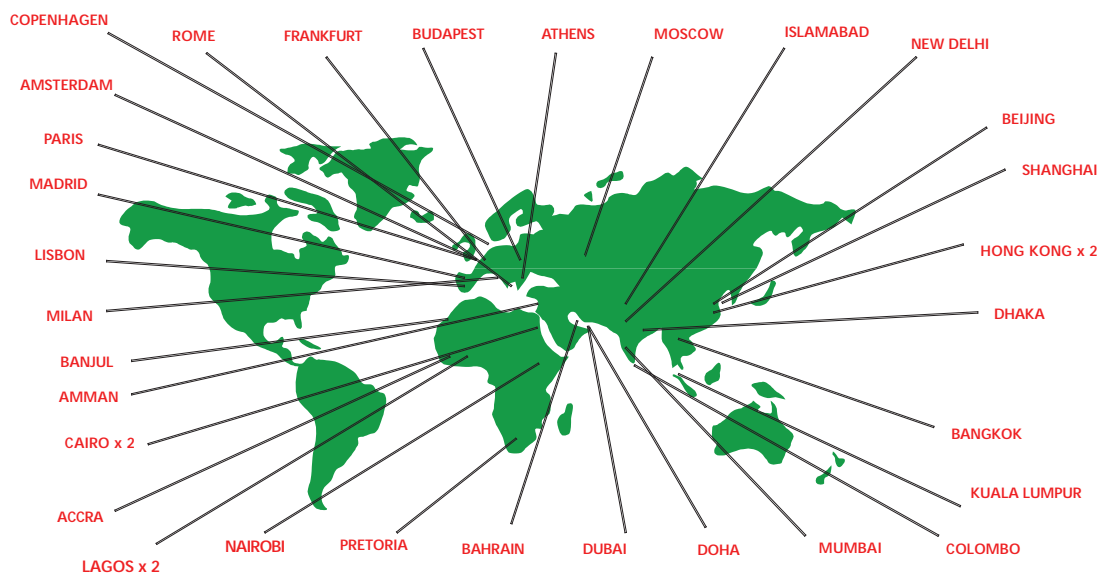 COPENHAGEN
ROME
FRANKFURT
BUDAPEST
ATHENS
MOSCOW
ISLAMABAD
NEW DELHI
AMSTERDAM
BEIJING
PARIS
SHANGHAI
MADRID
HONG KONG x 2
LISBON
MILAN
DHAKA
BANJUL
AMMAN
CAIRO x 2
BANGKOK
KUALA LUMPUR
ACCRA
LAGOS x 2
NAIROBI
PRETORIA
BAHRAIN
DUBAI
DOHA
MUMBAI
COLOMBO